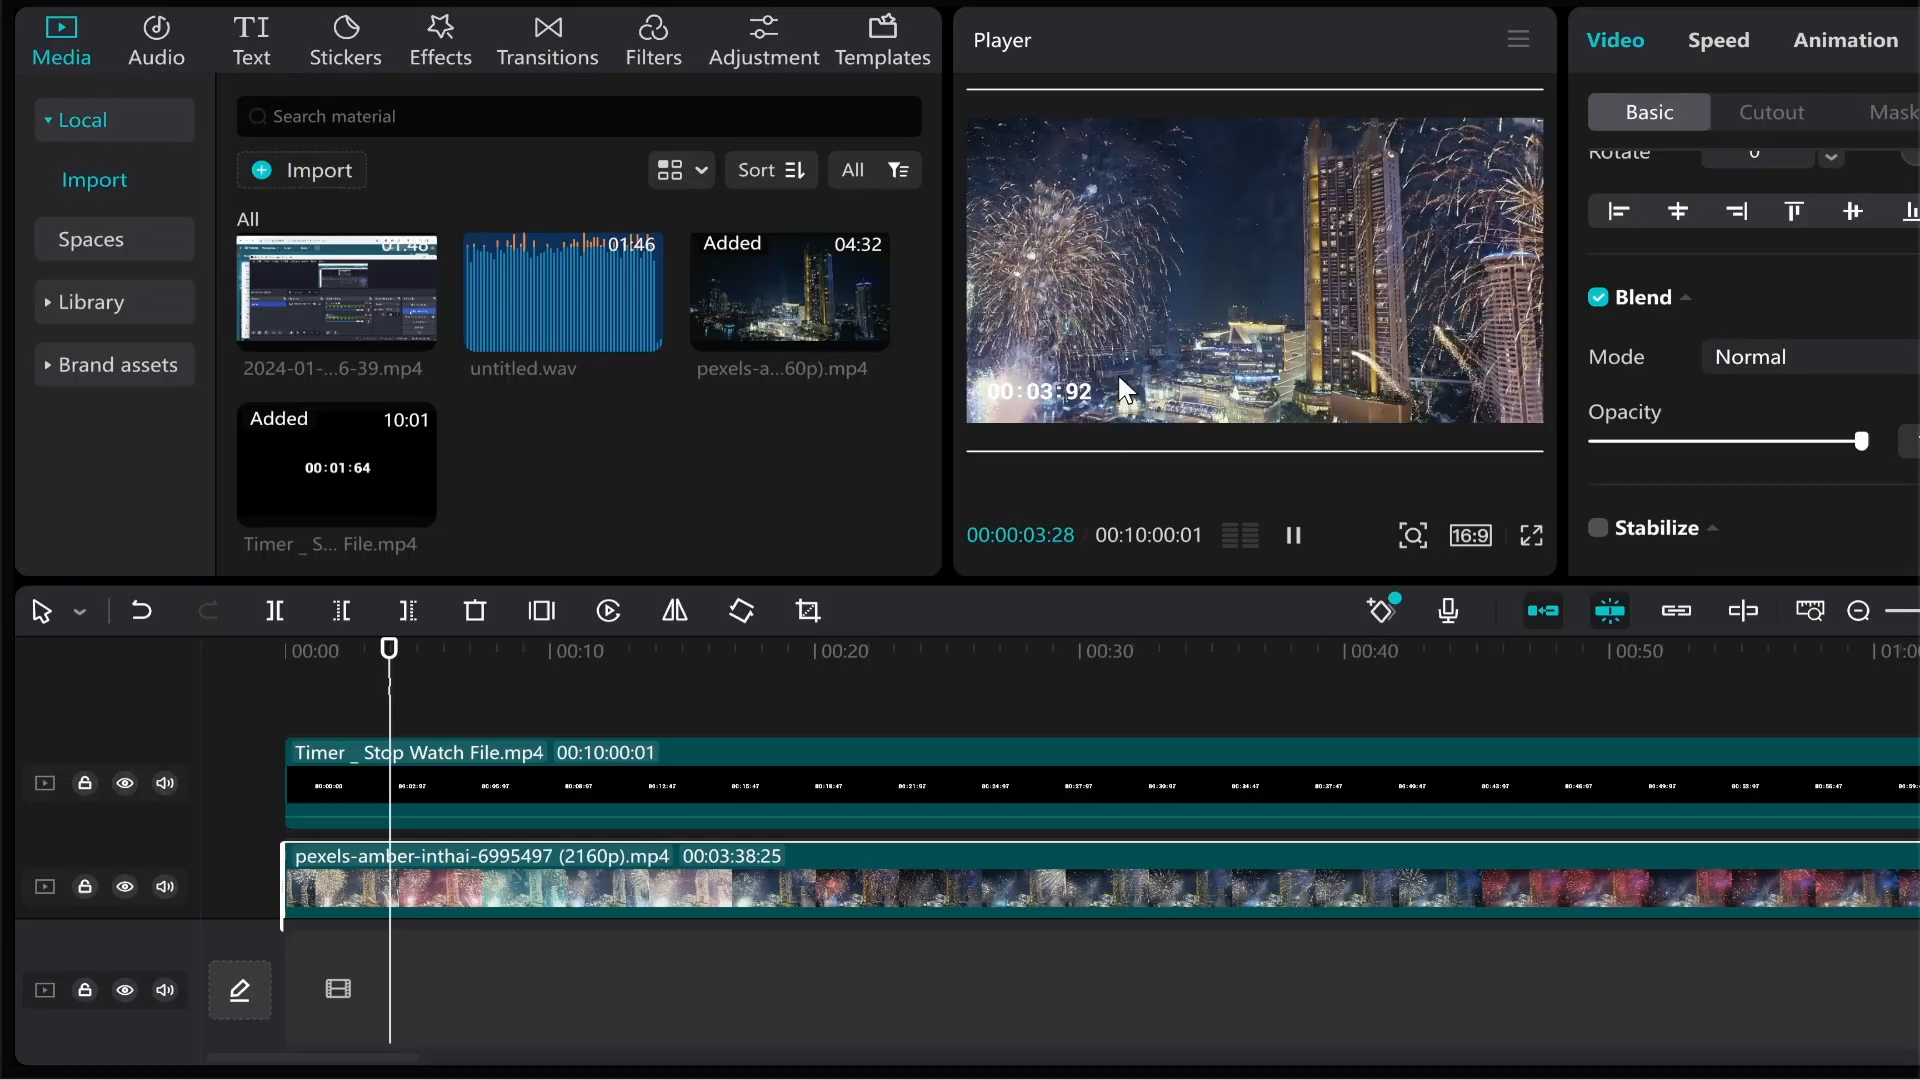 Media Audio Text Stickers Effects Transitions Filters Adjustment Templates
Local
Import
Spaces
Library
Brand assets
Search material
Import
Sort
All
All
01:48
2024-01-...6-39.mp4
01:46
untitled.wav
Added 04:32
pexels-a...60p).mp4
Added 10:01
00:01:64
Timer _ S... File.mp4
Player
00:03:92
00:00:03:28 / 00:10:00:01
16:9
Video Speed Animation
Basic Cutout Mask
Rotate 0
Blend
Mode Normal
Opacity
Stabilize
00:00 00:10 00:20 00:30 00:40 00:50
Timer _ Stop Watch File.mp4 00:10:00:01
pexels-amber-inthai-6995497 (2160p).mp4 00:03:38:25